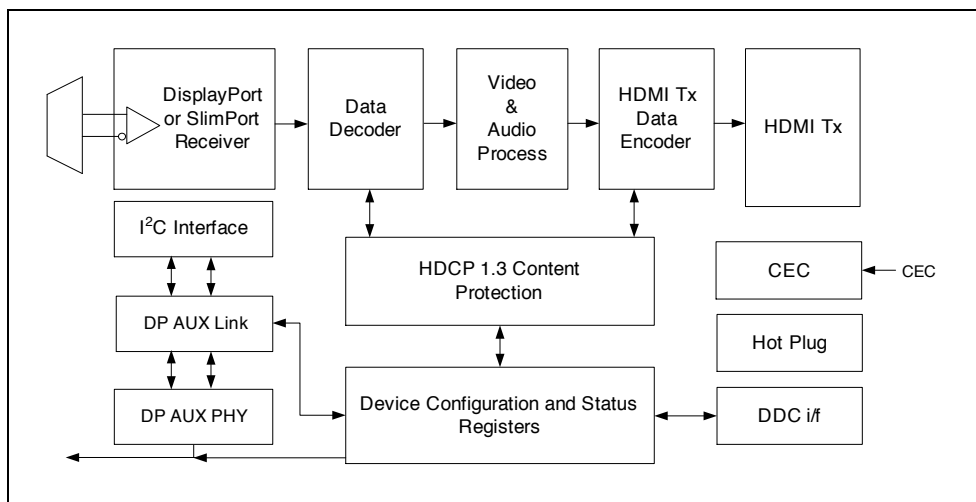 DisplayPort
or SlimPort
Receiver
Data
Decoder
Video
&
Audio
Process
HDMI Tx
Data
Encoder
HDMI Tx
I²C Interface
HDCP 1.3 Content
Protection
CEC
CEC
DP AUX Link
Hot Plug
DP AUX PHY
Device Configuration and Status
Registers
DDC i/f